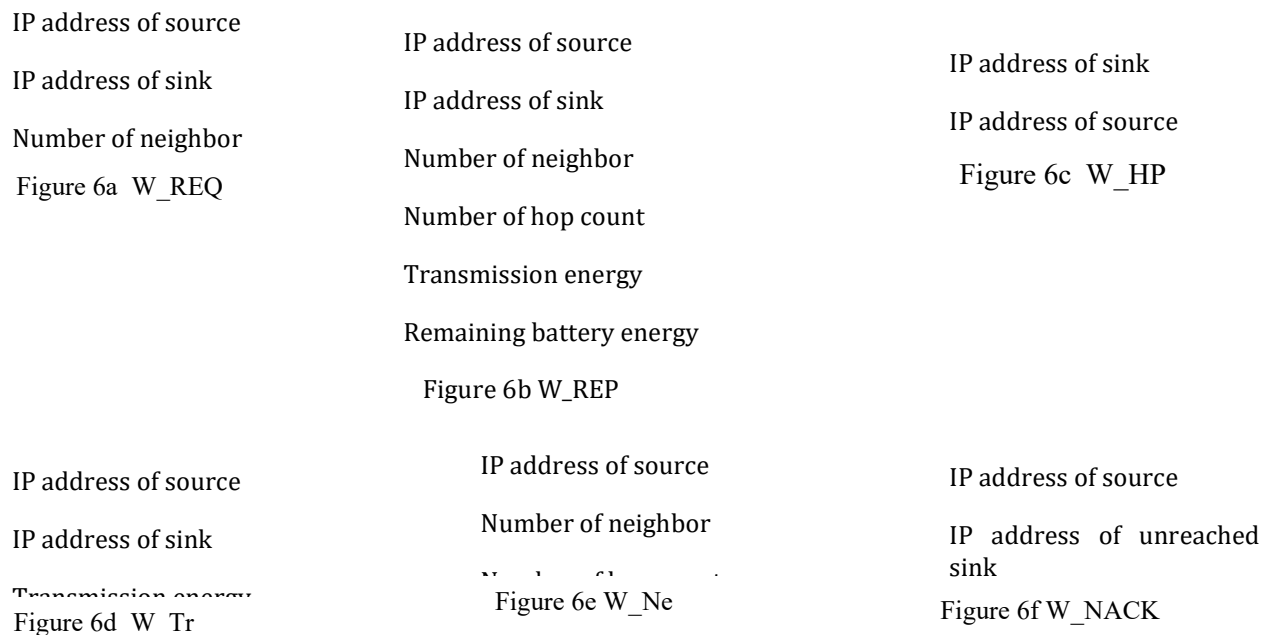 IP address of source
IP address of sink
Number of neighbor
Figure 6a W_REQ
IP address of source
IP address of sink
Number of neighbor
Number of hop count
Transmission energy
Remaining battery energy
Figure 6b W_REP
IP address of sink
IP address of source
Figure 6c W_HP
IP address of source
IP address of sink
Transmission energy
Figure 6d W_Tr
IP address of source
Number of neighbor
Figure 6e W_Ne
IP address of source
IP address of unreached
sink
Figure 6f W_NACK